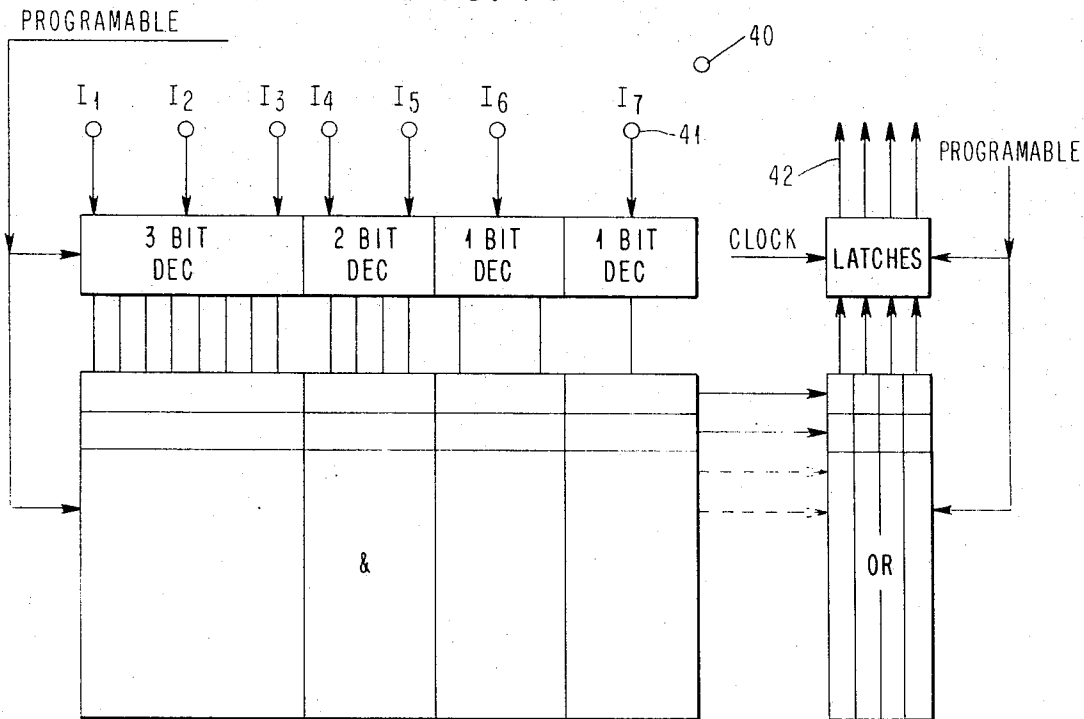 PROGRAMABLE
40
I1 I2 I3 I4 I5 I6 I7
41
42
PROGRAMABLE
3 BIT DEC
2 BIT DEC
1 BIT DEC
1 BIT DEC
CLOCK
LATCHES
&
OR